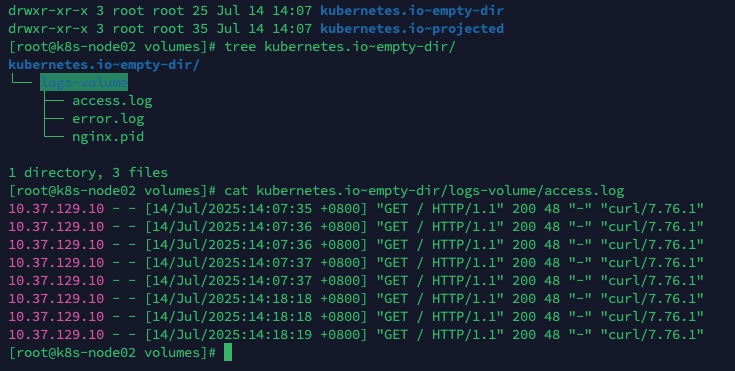 drwxr-xr-x 3 root root 25 Jul 14 14:07 kubernetes.io~empty-dir
drwxr-xr-x 3 root root 35 Jul 14 14:07 kubernetes.io~projected
[root@k8s-node02 volumes]# tree kubernetes.io~empty-dir/
kubernetes.io~empty-dir/
└── logs-volume
    ├── access.log
    ├── error.log
    └── nginx.pid

1 directory, 3 files
[root@k8s-node02 volumes]# cat kubernetes.io~empty-dir/logs-volume/access.log
10.37.129.10 - - [14/Jul/2025:14:07:35 +0800] "GET / HTTP/1.1" 200 48 "-" "curl/7.76.1"
10.37.129.10 - - [14/Jul/2025:14:07:36 +0800] "GET / HTTP/1.1" 200 48 "-" "curl/7.76.1"
10.37.129.10 - - [14/Jul/2025:14:07:36 +0800] "GET / HTTP/1.1" 200 48 "-" "curl/7.76.1"
10.37.129.10 - - [14/Jul/2025:14:07:37 +0800] "GET / HTTP/1.1" 200 48 "-" "curl/7.76.1"
10.37.129.10 - - [14/Jul/2025:14:07:37 +0800] "GET / HTTP/1.1" 200 48 "-" "curl/7.76.1"
10.37.129.10 - - [14/Jul/2025:14:18:18 +0800] "GET / HTTP/1.1" 200 48 "-" "curl/7.76.1"
10.37.129.10 - - [14/Jul/2025:14:18:18 +0800] "GET / HTTP/1.1" 200 48 "-" "curl/7.76.1"
10.37.129.10 - - [14/Jul/2025:14:18:19 +0800] "GET / HTTP/1.1" 200 48 "-" "curl/7.76.1"
[root@k8s-node02 volumes]#